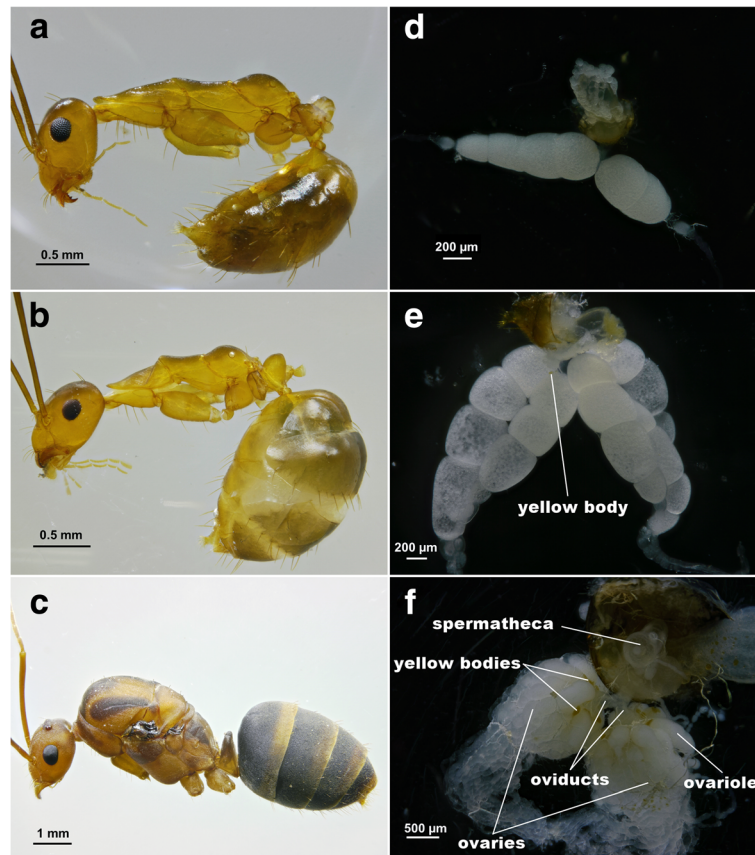 a
0.5 mm
b
0.5 mm
c
1 mm
d
200 µm
e
yellow body
200 µm
f
spermatheca
yellow bodies
oviducts
ovariole
500 µm
ovaries